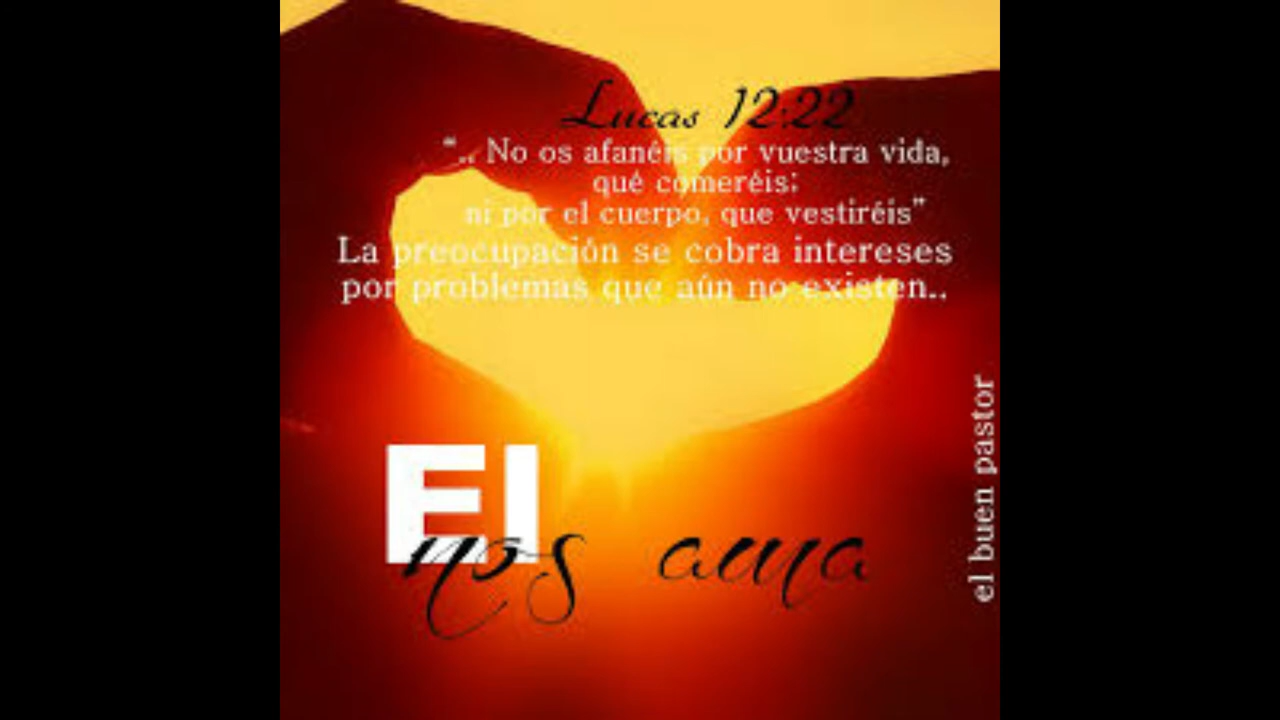 Lucas 12:22
“.. No os afanéis por vuestra vida,
qué comeréis;
ni por el cuerpo, que vestiréis”
La preocupación se cobra intereses
por problemas que aún no existen..
El
nos ama
el buen pastor